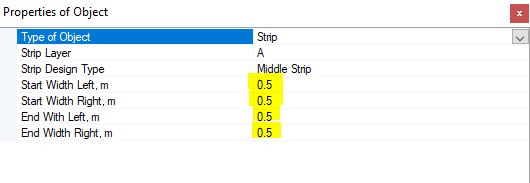 Properties of Object x
Type of Object Strip
Strip Layer A
Strip Design Type Middle Strip
Start Width Left, m 0.5
Start Width Right, m 0.5
End With Left, m 0.5
End Width Right, m 0.5